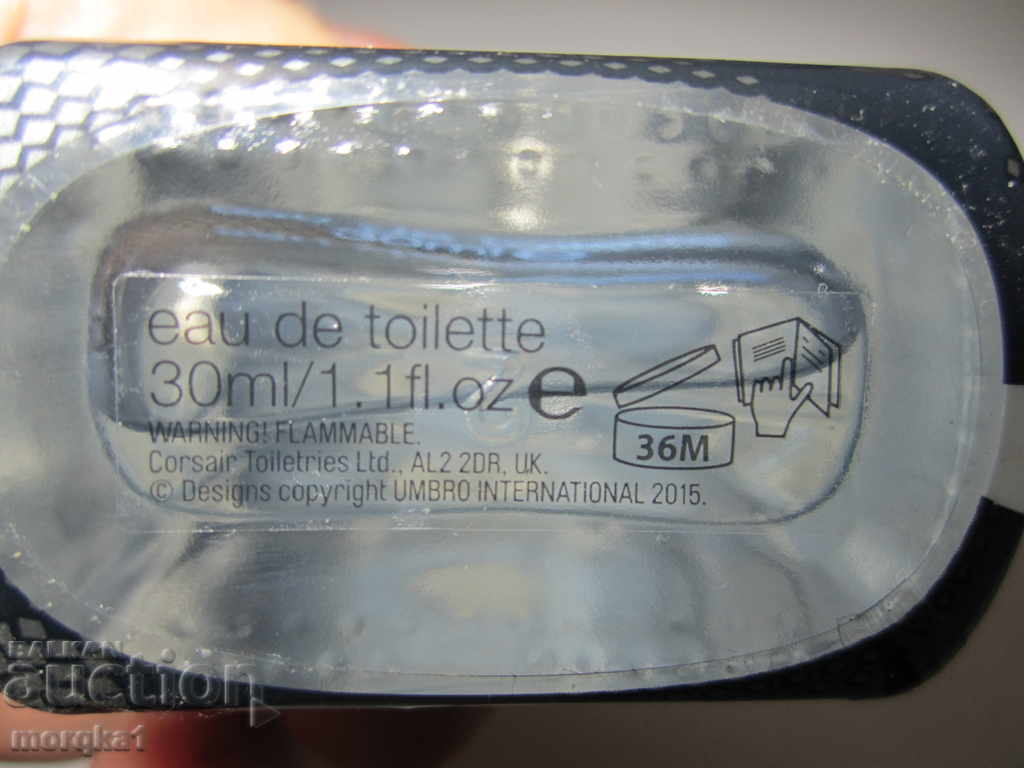 eau de toilette
30ml/1.1fl.oz e
36M
WARNING! FLAMMABLE.
Corsair Toiletries Ltd., AL2 2DR, UK.
© Designs copyright UMBRO INTERNATIONAL 2015.
BALKAN
auction
morqka1